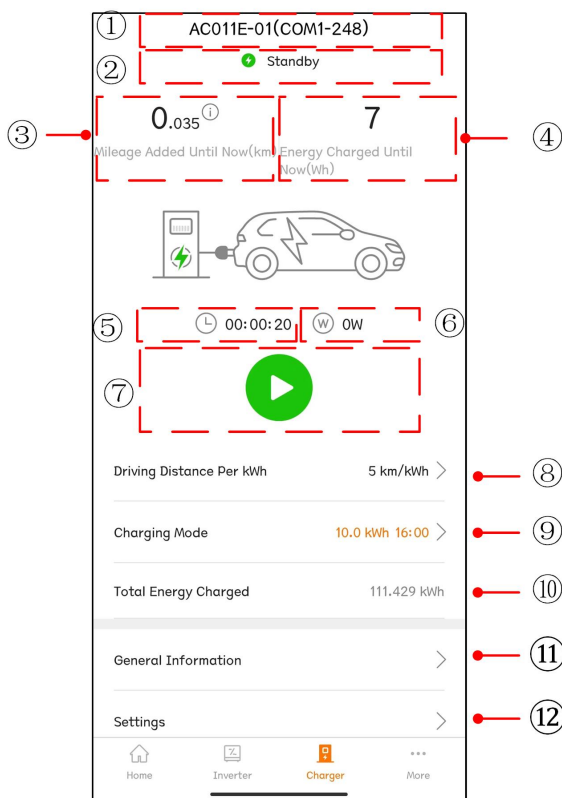 ① AC011E-01(COM1-248)
② Standby
③ 0.035 i 7 ④
Mileage Added Until Now(km) Energy Charged Until
Now(Wh)
⑤ 00:00:20 W 0W ⑥
⑦
Driving Distance Per kWh 5 km/kWh ⑧
Charging Mode 10.0 kWh 16:00 ⑨
Total Energy Charged 111.429 kWh ⑩
General Information ⑪
Settings ⑫
Home Inverter Charger More